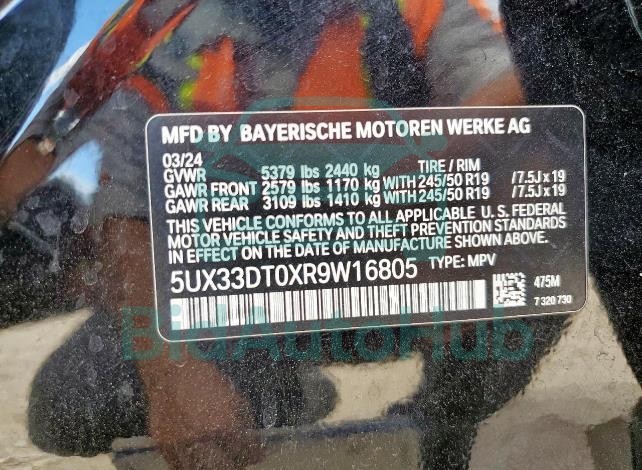 MFD BY BAYERISCHE MOTOREN WERKE AG
03/24 TIRE / RIM
GVWR 5379 lbs 2440 kg
GAWR FRONT 2579 lbs 1170 kg WITH 245/50 R19 /7.5J x 19
GAWR REAR 3109 lbs 1410 kg WITH 245/50 R19 /7.5J x 19
THIS VEHICLE CONFORMS TO ALL APPLICABLE U.S. FEDERAL
MOTOR VEHICLE SAFETY AND THEFT PREVENTION STANDARDS
IN EFFECT ON THE DATE OF MANUFACTURE SHOWN ABOVE.
5UX33DT0XR9W16805 TYPE: MPV
475M
7 320 730
BidAutoHub